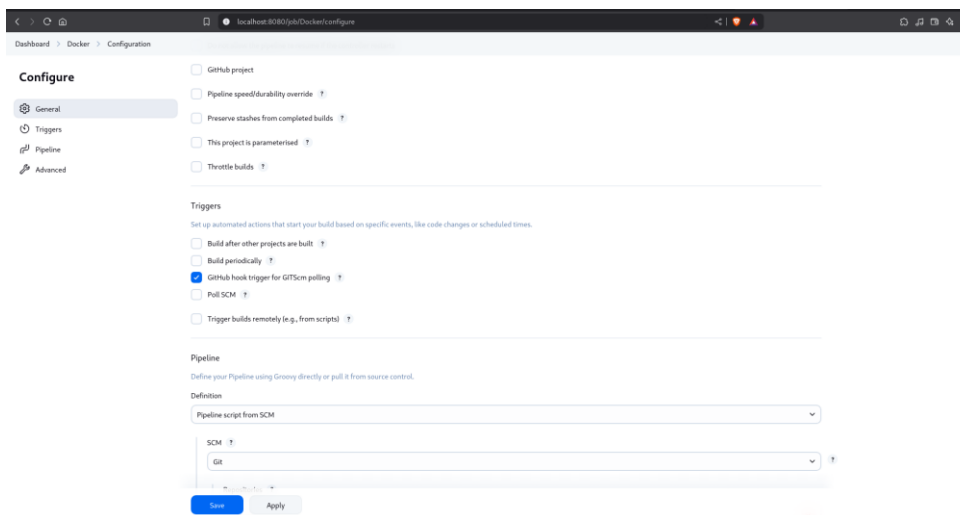 localhost:8080/job/Docker/configure
Dashboard > Docker > Configuration
Configure
General
Triggers
Pipeline
Advanced
GitHub project
Pipeline speed/durability override ?
Preserve stashes from completed builds ?
This project is parameterised ?
Throttle builds ?
Triggers
Set up automated actions that start your build based on specific events, like code changes or scheduled times.
Build after other projects are built ?
Build periodically ?
GitHub hook trigger for GITScm polling ?
Poll SCM ?
Trigger builds remotely (e.g., from scripts) ?
Pipeline
Define your Pipeline using Groovy directly or pull it from source control.
Definition
Pipeline script from SCM
SCM ?
Git
?
Save
Apply